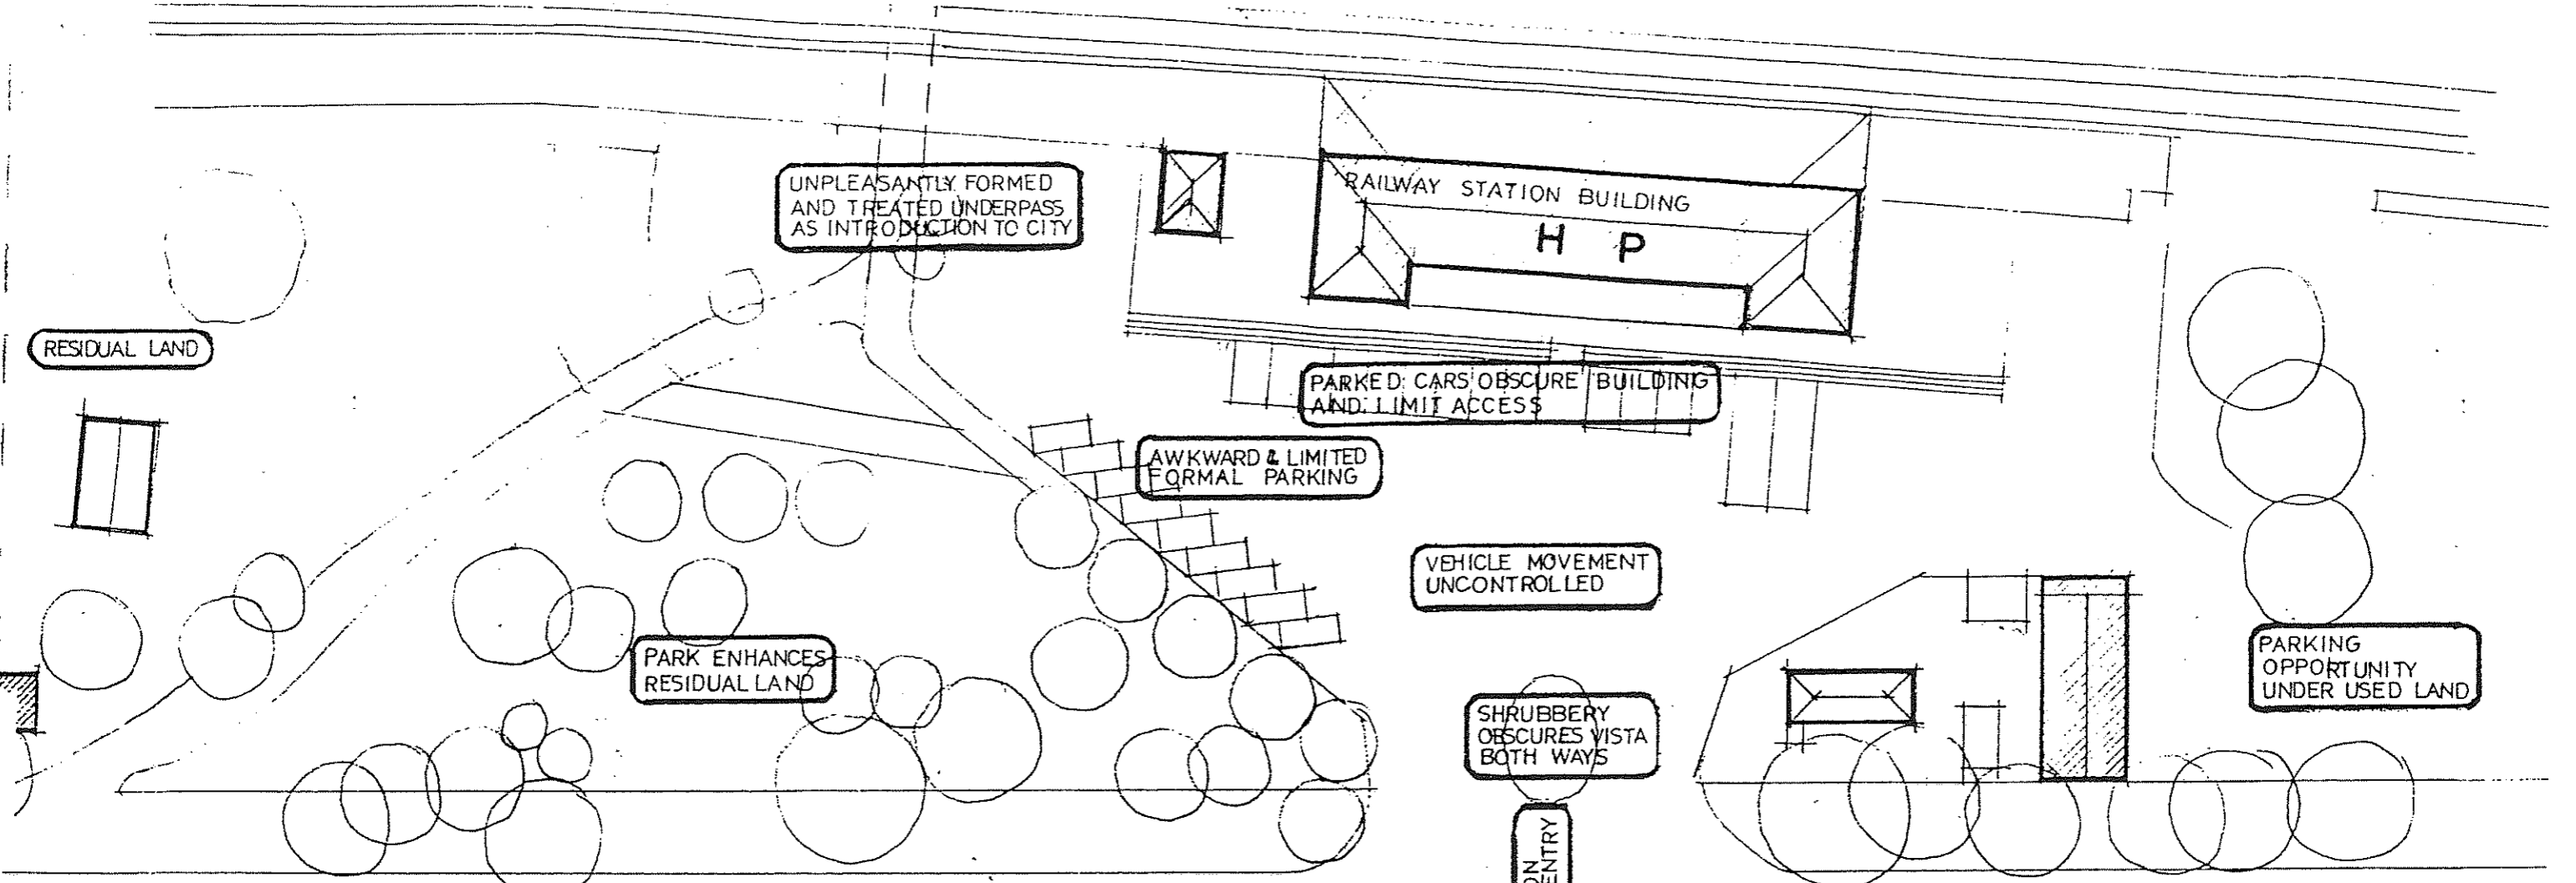 UNPLEASANTLY FORMED
AND TREATED UNDERPASS
AS INTRODUCTION TO CITY
RAILWAY STATION BUILDING
H P
RESIDUAL LAND
PARKED CARS OBSCURE BUILDING
AND LIMIT ACCESS
AWKWARD & LIMITED
FORMAL PARKING
VEHICLE MOVEMENT
UNCONTROLLED
PARK ENHANCES
RESIDUAL LAND
PARKING
OPPORTUNITY
UNDER USED LAND
SHRUBBERY
OBSCURES VISTA
BOTH WAYS
ON
ENTRY